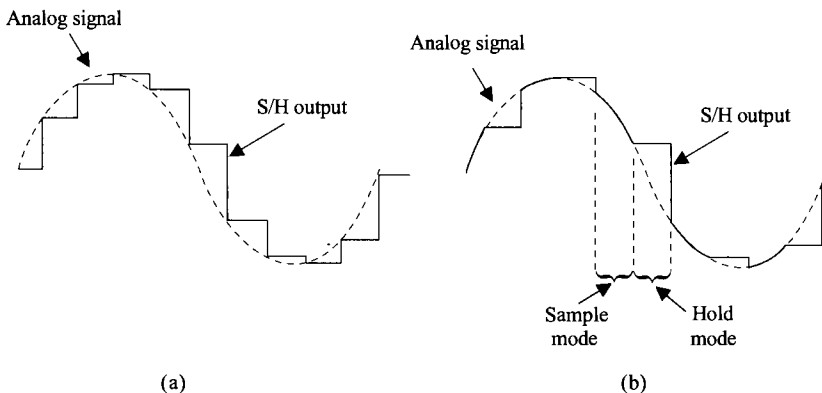 Analog signal
S/H output
(a)
Analog signal
S/H output
Sample
mode
Hold
mode
(b)